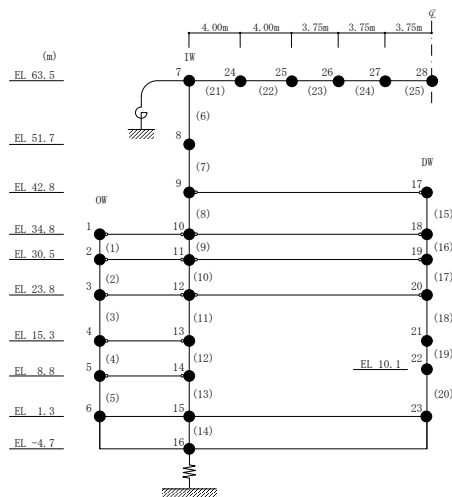 ℄
4.00m 4.00m 3.75m 3.75m 3.75m
(m) IW
EL 63.5 7 24 25 26 27 28
(21) (22) (23) (24) (25)
(6)
EL 51.7 8
(7)
EL 42.8 9 17 DW
OW (8) (15)
EL 34.8 1 10 18
(1) (9) (16)
EL 30.5 2 11 19
(2) (10) (17)
EL 23.8 3 12 20
(3) (11) (18)
EL 15.3 4 13 21
(4) (12) (19)
EL 10.1 22
EL 8.8 5 14
(5) (13) (20)
EL 1.3 6 15 23
(14)
EL -4.7 16